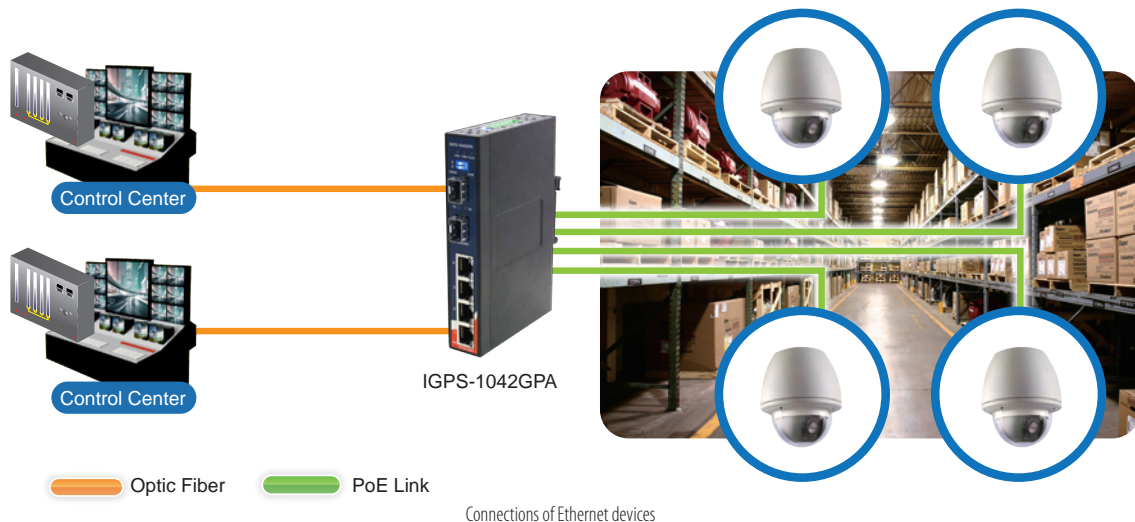 Control Center
Control Center
IGPS-1042GPA
Optic Fiber
PoE Link
Connections of Ethernet devices